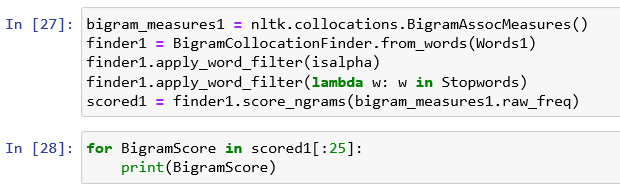 In [27]: bigram_measures1 = nltk.collocations.BigramAssocMeasures()
finder1 = BigramCollocationFinder.from_words(Words1)
finder1.apply_word_filter(isalpha)
finder1.apply_word_filter(lambda w: w in Stopwords)
scored1 = finder1.score_ngrams(bigram_measures1.raw_freq)
In [28]: for BigramScore in scored1[:25]:
    print(BigramScore)